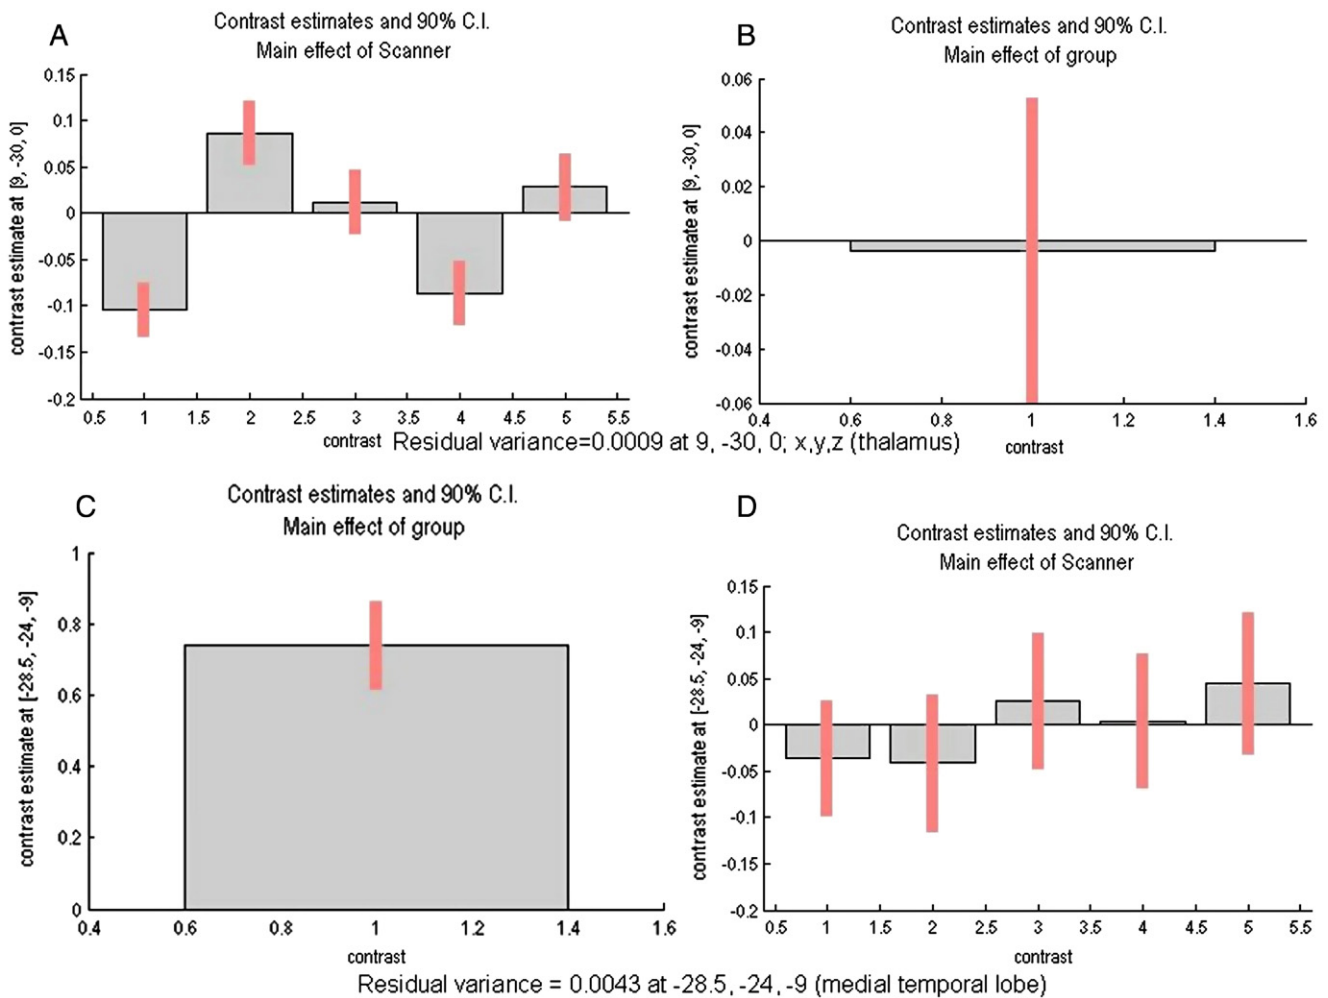 A
Contrast estimates and 90% C.I.
Main effect of Scanner
contrast estimate at [9, -30, 0]
0.15
0.1
0.05
0
-0.05
-0.1
-0.15
-0.2
0.5 1 1.5 2 2.5 3 3.5 4 4.5 5 5.5
contrast
B
Contrast estimates and 90% C.I.
Main effect of group
contrast estimate at [9, -30, 0]
0.06
0.04
0.02
0
-0.02
-0.04
-0.06
0.4 0.6 0.8 1 1.2 1.4 1.6
contrast
Residual variance=0.0009 at 9, -30, 0; x,y,z (thalamus)
C
Contrast estimates and 90% C.I.
Main effect of group
contrast estimate at [-28.5, -24, -9]
1
0.8
0.6
0.4
0.2
0
0.4 0.6 0.8 1 1.2 1.4 1.6
contrast
D
Contrast estimates and 90% C.I.
Main effect of Scanner
contrast estimate at [-28.5, -24, -9]
0.15
0.1
0.05
0
-0.05
-0.1
-0.15
-0.2
0.5 1 1.5 2 2.5 3 3.5 4 4.5 5 5.5
contrast
Residual variance = 0.0043 at -28.5, -24, -9 (medial temporal lobe)